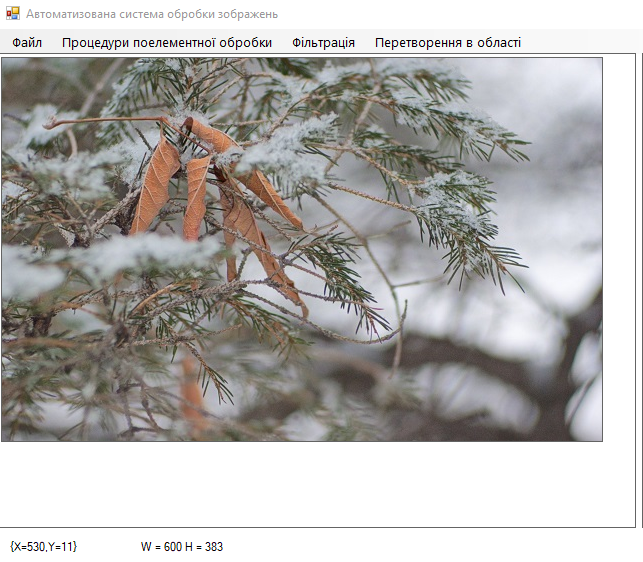 Автоматизована система обробки зображень
Файл Процедури поелементної обробки Фільтрація Перетворення в області
{X=530,Y=11} W = 600 H = 383